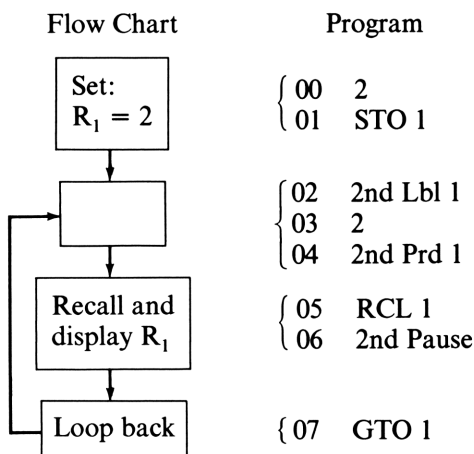 Flow Chart
Program
Set:
R₁ = 2
00 2
01 STO 1
02 2nd Lbl 1
03 2
04 2nd Prd 1
Recall and
display R₁
05 RCL 1
06 2nd Pause
Loop back
07 GTO 1